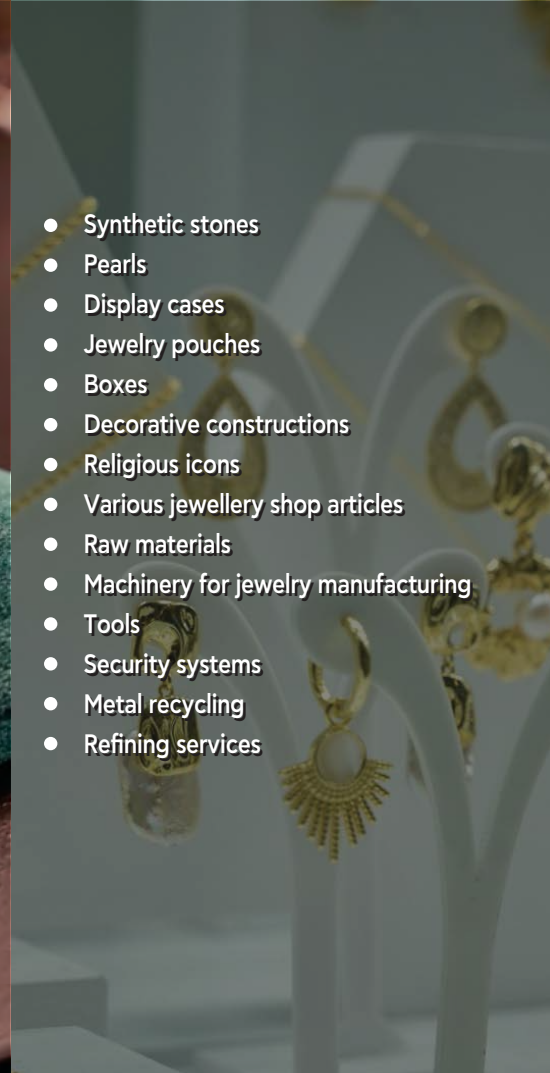 • Synthetic stones
• Pearls
• Display cases
• Jewelry pouches
• Boxes
• Decorative constructions
• Religious icons
• Various jewellery shop articles
• Raw materials
• Machinery for jewelry manufacturing
• Tools
• Security systems
• Metal recycling
• Refining services